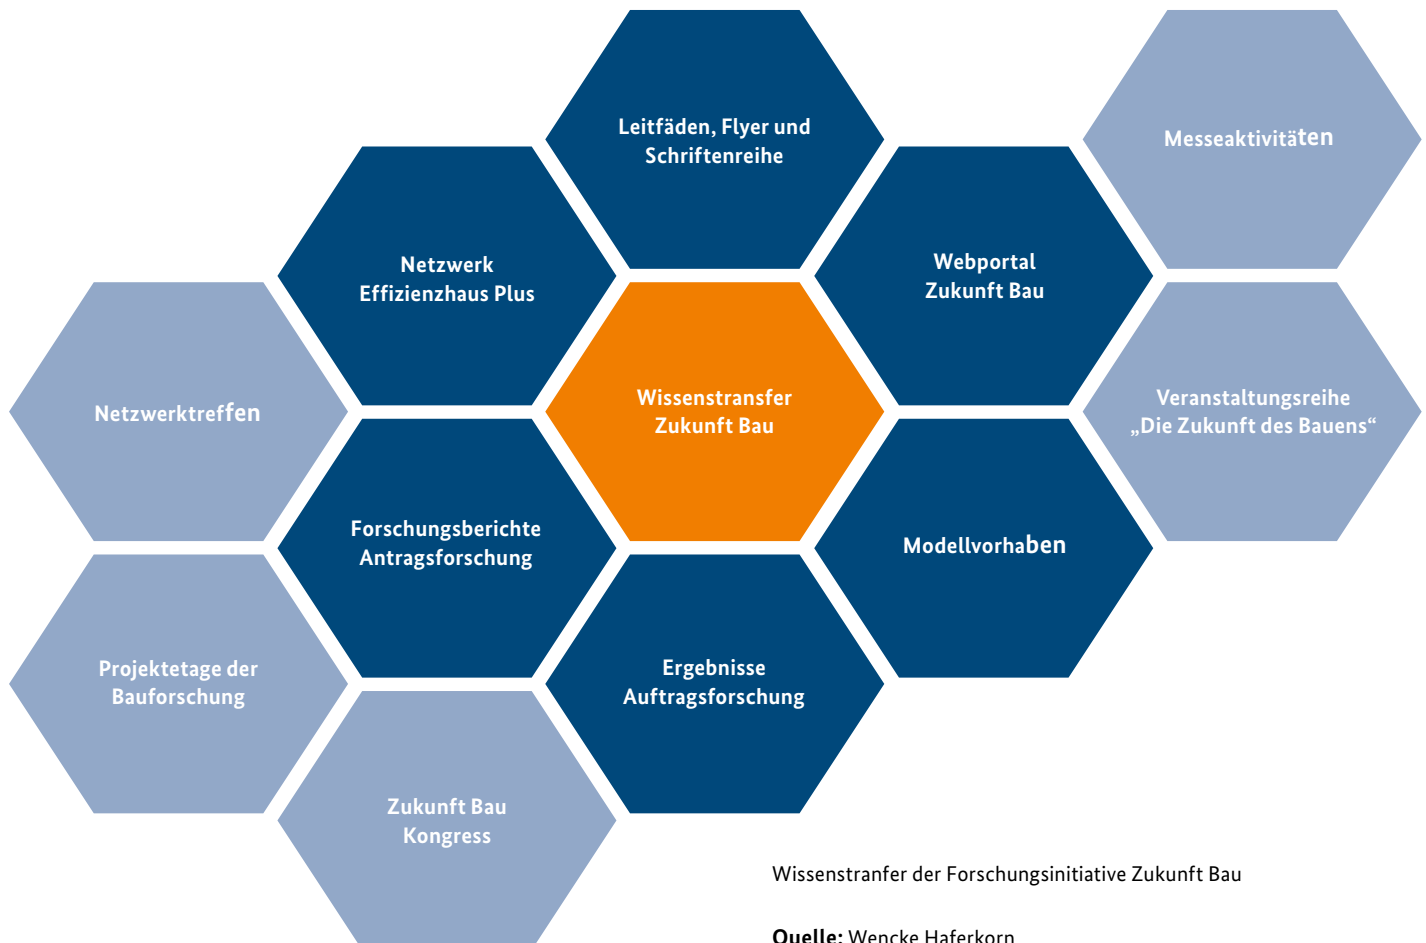 Leitfäden, Flyer und
Schriftenreihe
Messeaktivitäten
Netzwerk
Effizienzhaus Plus
Webportal
Zukunft Bau
Netzwerktreffen
Wissenstransfer
Zukunft Bau
Veranstaltungsreihe
„Die Zukunft des Bauens“
Forschungsberichte
Antragsforschung
Modellvorhaben
Projektetage der
Bauforschung
Ergebnisse
Auftragsforschung
Zukunft Bau
Kongress
Wissenstranfer der Forschungsinitiative Zukunft Bau
Quelle: Wencke Haferkorn